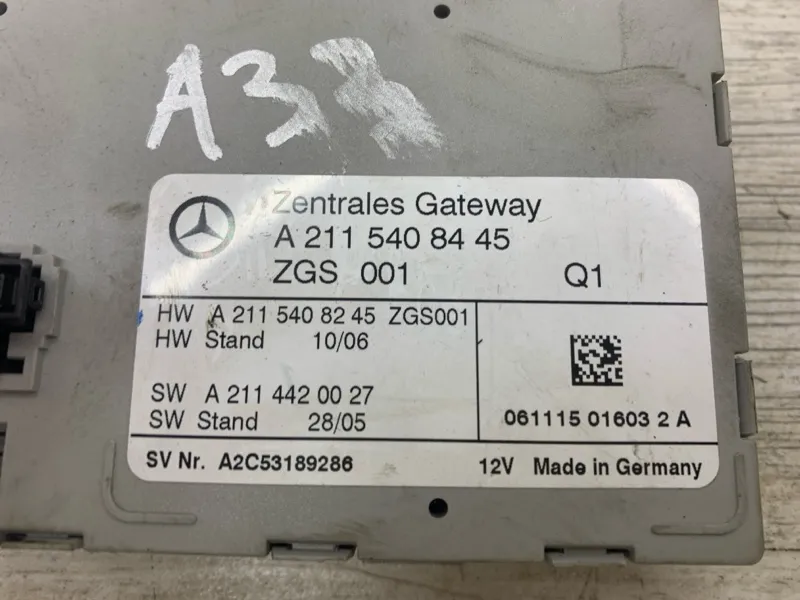 A 3
Zentrales Gateway
A 211 540 84 45
ZGS 001 Q1
HW A 211 540 82 45 ZGS001
HW Stand 10/06
SW A 211 442 00 27
SW Stand 28/05
061115 01603 2 A
SV Nr. A2C53189286 12V Made in Germany